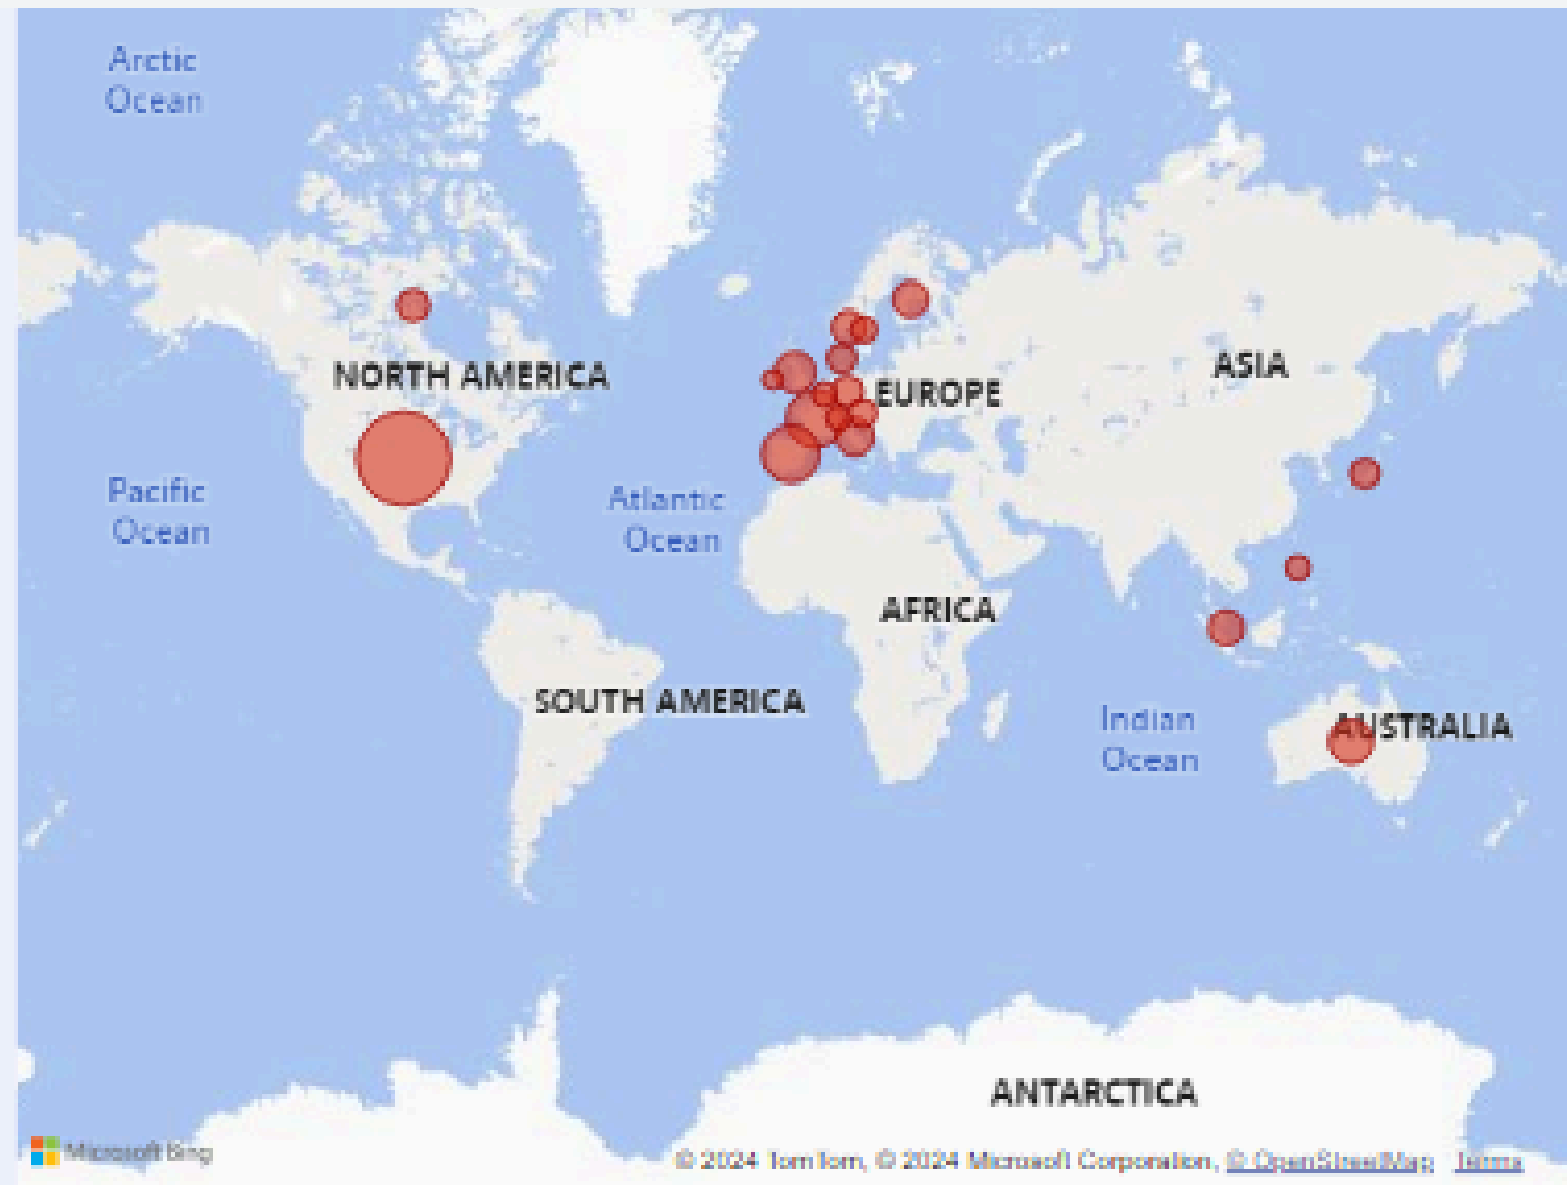 Arctic
Ocean
NORTH AMERICA
EUROPE
ASIA
Pacific
Ocean
Atlantic
Ocean
AFRICA
SOUTH AMERICA
Indian
Ocean
AUSTRALIA
ANTARCTICA
Microsoft Bing
© 2024 TomTom, © 2024 Microsoft Corporation, © OpenStreetMap Terms